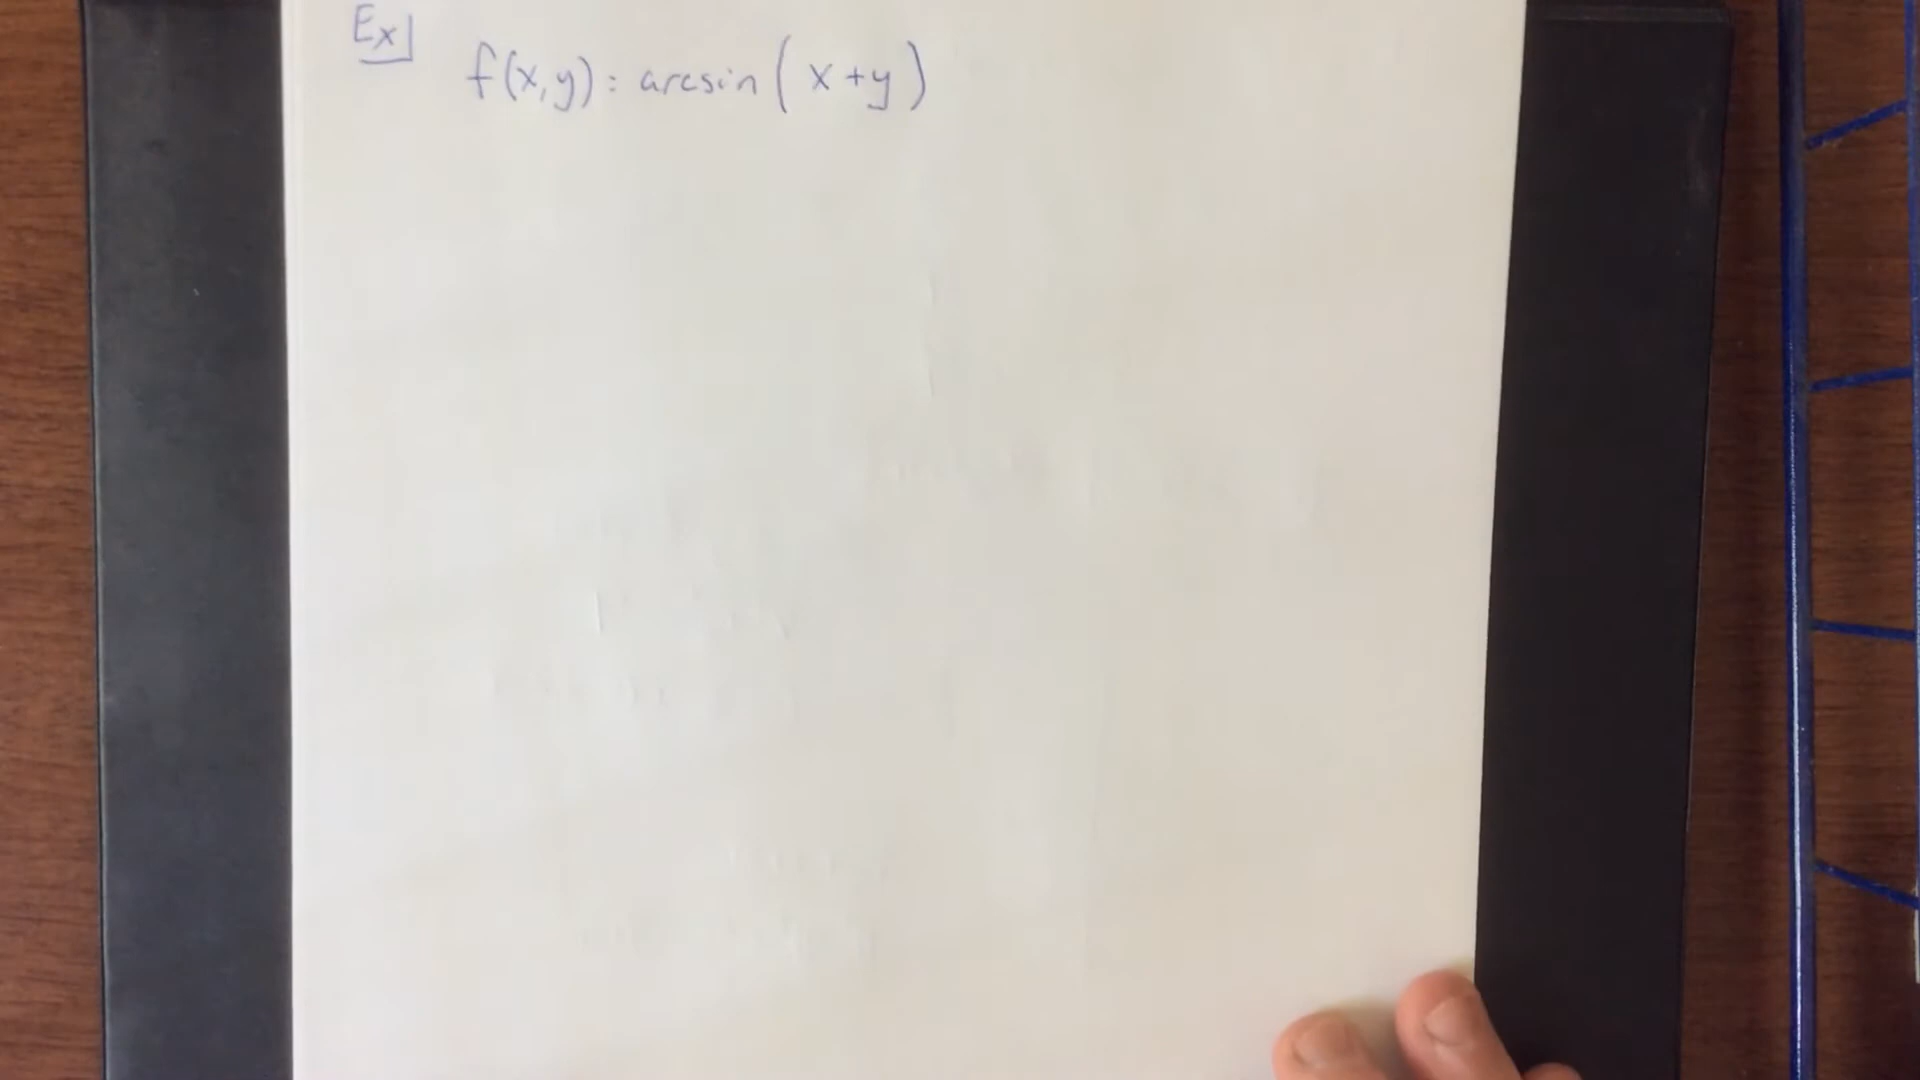 Ex
f(x,y) = arcsin(x+y)